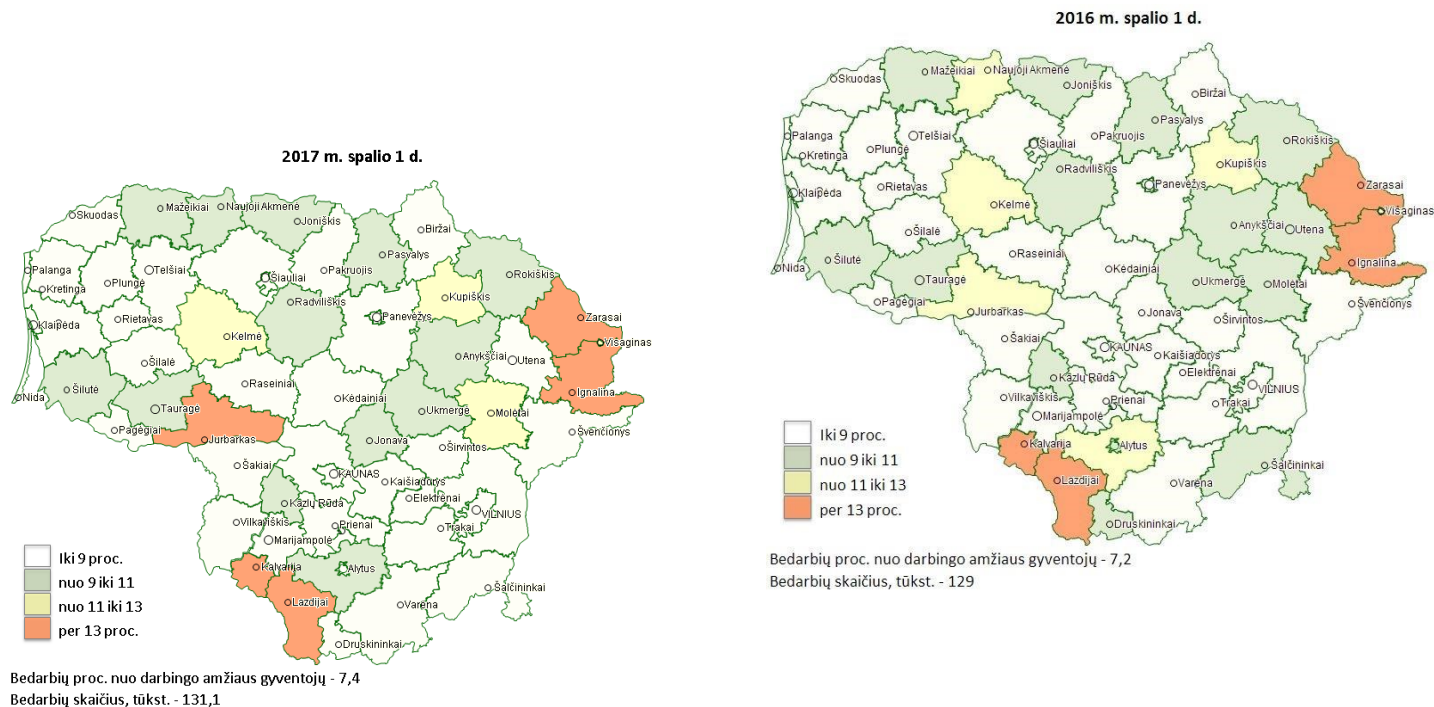 2017 m. spalio 1 d.
Skuodas
Mažeikiai
Naujoji Akmenė
Joniškis
Biržai
Palanga
Telšiai
Šiauliai
Pakruojis
Pasvalys
Rokiškis
Kretinga
Plungė
Radviliškis
Kupiškis
Klaipėda
Rietavas
Panevėžys
Zarasai
Kelmė
Visaginas
Šilalė
Anykščiai
Utena
Nida
Šilutė
Raseiniai
Kėdainiai
Ignalina
Tauragė
Ukmergė
Molėtai
Pagėgiai
Jurbarkas
Jonava
Širvintos
Švenčionys
Šakiai
KAUNAS
Kaišiadorys
Elektrėnai
Kazlų Rūda
VILNIUS
Vilkaviškis
Prienai
Trakai
Marijampolė
Kalvarija
Alytus
Šalčininkai
Lazdijai
Varėna
Druskininkai
Iki 9 proc.
nuo 9 iki 11
nuo 11 iki 13
per 13 proc.
Bedarbių proc. nuo darbingo amžiaus gyventojų - 7,4
Bedarbių skaičius, tūkst. - 131,1
2016 m. spalio 1 d.
Skuodas
Mažeikiai
Naujoji Akmenė
Joniškis
Biržai
Palanga
Telšiai
Šiauliai
Pakruojis
Pasvalys
Rokiškis
Kretinga
Plungė
Radviliškis
Kupiškis
Klaipėda
Rietavas
Panevėžys
Zarasai
Kelmė
Visaginas
Šilalė
Anykščiai
Utena
Nida
Šilutė
Raseiniai
Kėdainiai
Ignalina
Tauragė
Ukmergė
Molėtai
Pagėgiai
Jurbarkas
Jonava
Širvintos
Švenčionys
Šakiai
KAUNAS
Kaišiadorys
Elektrėnai
Kazlų Rūda
VILNIUS
Vilkaviškis
Prienai
Trakai
Marijampolė
Kalvarija
Alytus
Šalčininkai
Lazdijai
Varėna
Druskininkai
Iki 9 proc.
nuo 9 iki 11
nuo 11 iki 13
per 13 proc.
Bedarbių proc. nuo darbingo amžiaus gyventojų - 7,2
Bedarbių skaičius, tūkst. - 129